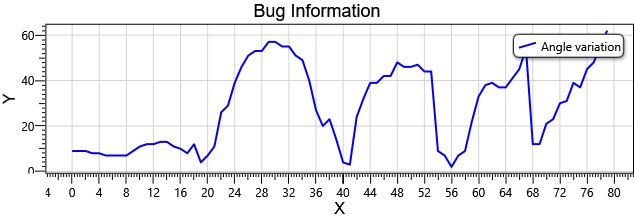 Bug Information
60
40
20
0
Y
Angle variation
4 0 4 8 12 16 20 24 28 32 36 40 44 48 52 56 60 64 68 72 76 80 4
X